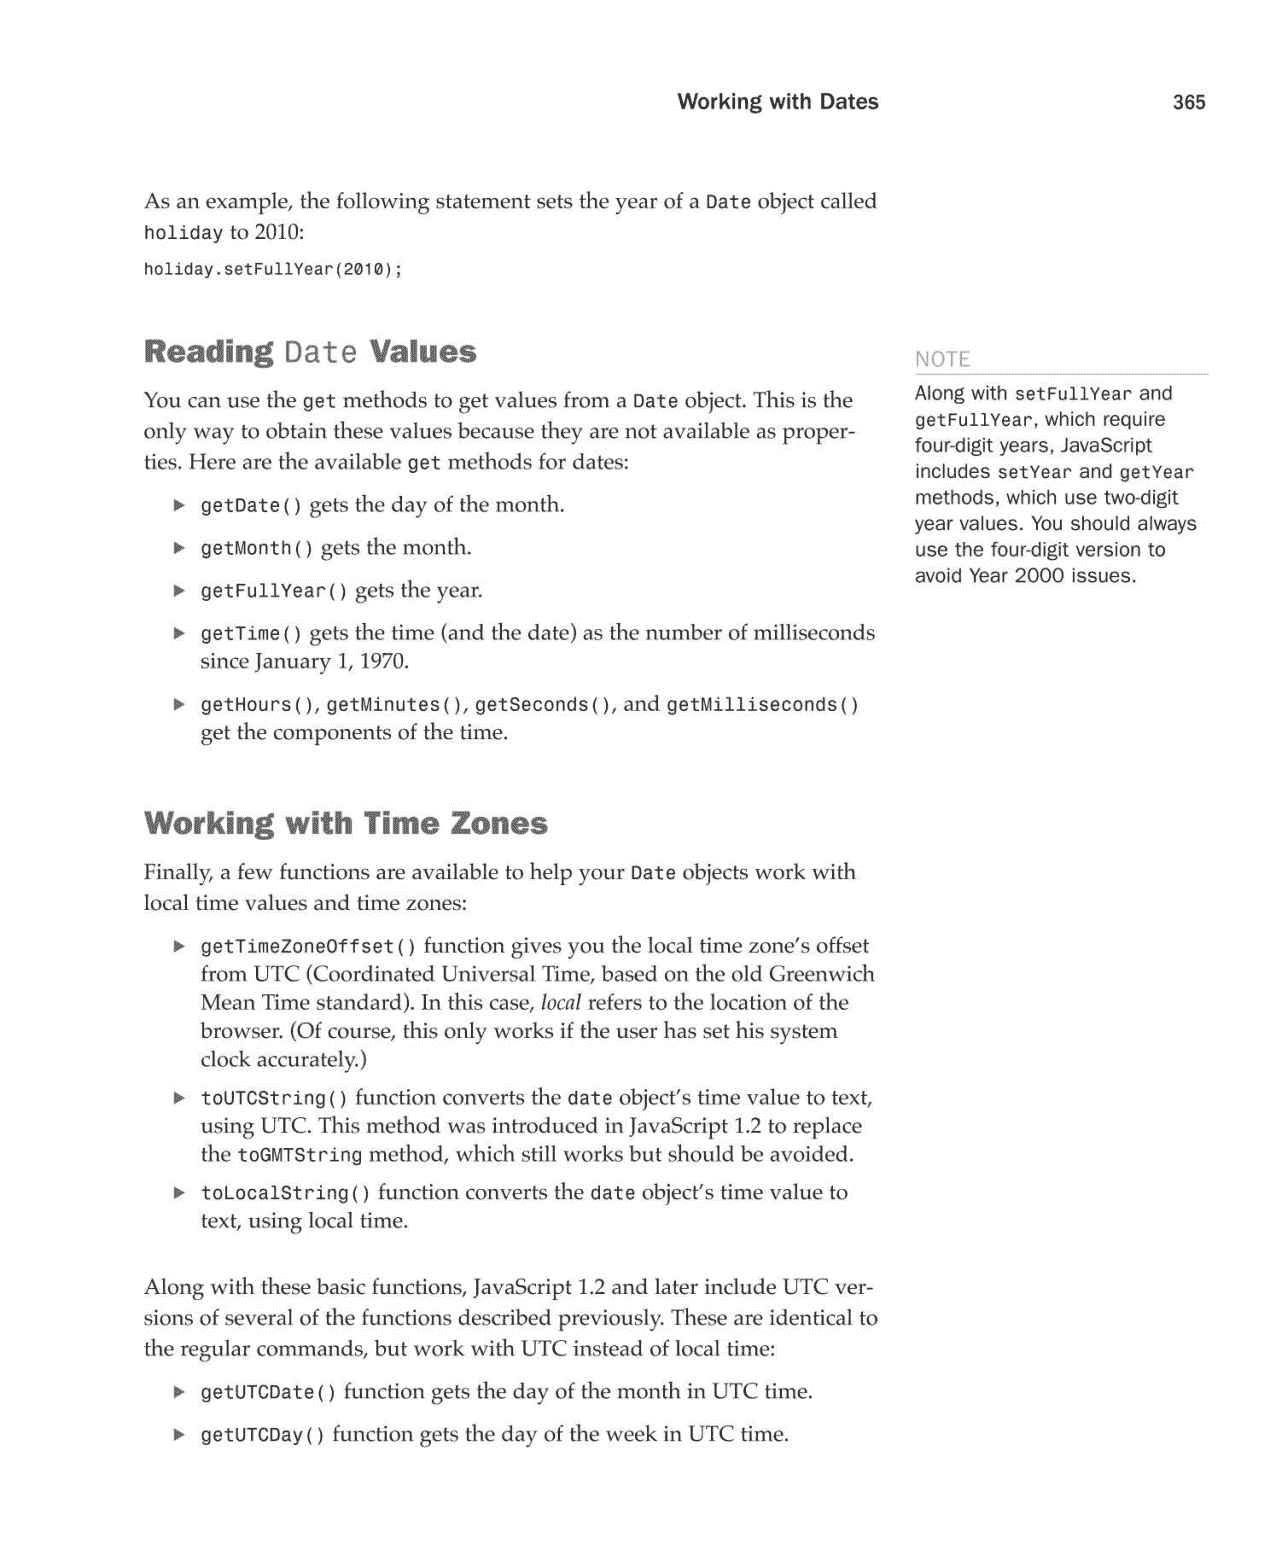 Working with Dates 365
As an example, the following statement sets the year of a Date object called
holiday to 2010:
holiday.setFullYear(2010);
Reading Date Values
You can use the get methods to get values from a Date object. This is the
only way to obtain these values because they are not available as proper-
ties. Here are the available get methods for dates:
► getDate() gets the day of the month.
► getMonth() gets the month.
► getFullYear() gets the year.
► getTime() gets the time (and the date) as the number of milliseconds
since January 1, 1970.
► getHours(), getMinutes(), getSeconds(), and getMilliseconds()
get the components of the time.
NOTE
Along with setFullYear and
getFullYear, which require
four-digit years, JavaScript
includes setYear and getYear
methods, which use two-digit
year values. You should always
use the four-digit version to
avoid Year 2000 issues.
Working with Time Zones
Finally, a few functions are available to help your Date objects work with
local time values and time zones:
► getTimeZoneOffset() function gives you the local time zone's offset
from UTC (Coordinated Universal Time, based on the old Greenwich
Mean Time standard). In this case, local refers to the location of the
browser. (Of course, this only works if the user has set his system
clock accurately.)
► toUTCString() function converts the date object's time value to text,
using UTC. This method was introduced in JavaScript 1.2 to replace
the toGMTString method, which still works but should be avoided.
► toLocalString() function converts the date object's time value to
text, using local time.
Along with these basic functions, JavaScript 1.2 and later include UTC ver-
sions of several of the functions described previously. These are identical to
the regular commands, but work with UTC instead of local time:
► getUTCDate() function gets the day of the month in UTC time.
► getUTCDay() function gets the day of the week in UTC time.